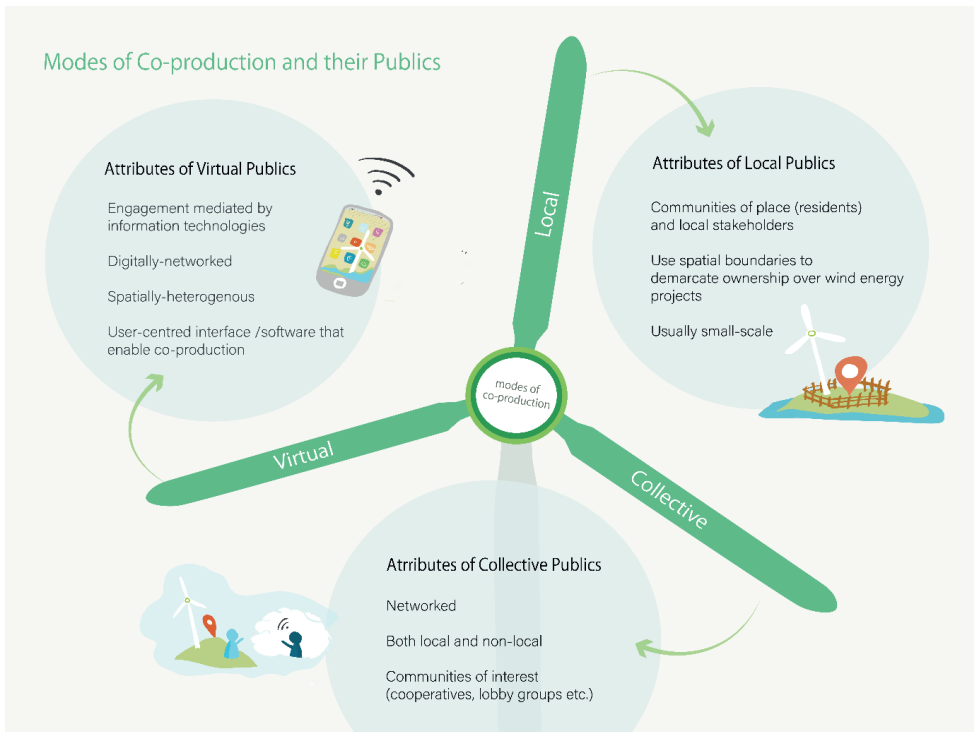 Modes of Co-production and their Publics
Attributes of Virtual Publics
Engagement mediated by
information technologies
Digitally-networked
Spatially-heterogenous
User-centred interface /software that
enable co-production
Local
Attributes of Local Publics
Communities of place (residents)
and local stakeholders
Use spatial boundaries to
demarcate ownership over wind energy
projects
Usually small-scale
modes of
co-production
Virtual
Collective
Atrributes of Collective Publics
Networked
Both local and non-local
Communities of interest
(cooperatives, lobby groups etc.)